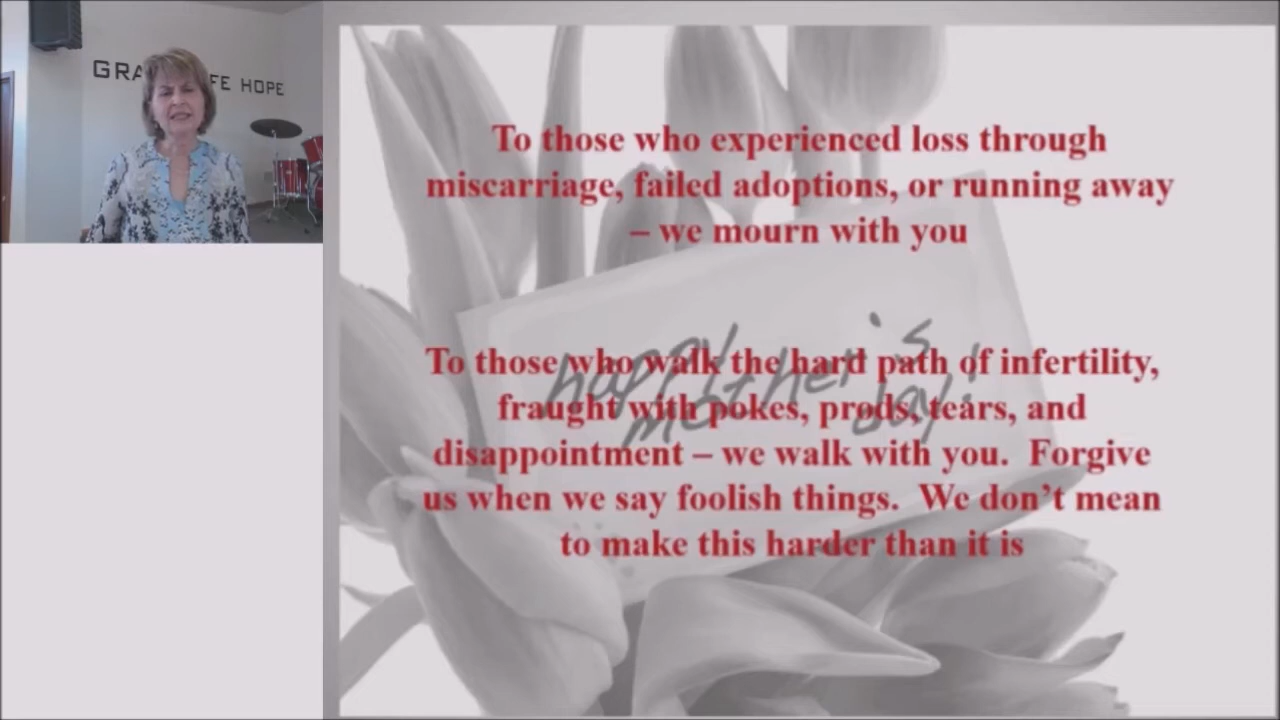 GRA FE HOPE
To those who experienced loss through
miscarriage, failed adoptions, or running away
– we mourn with you
happy
mother's
day!
To those who walk the hard path of infertility,
fraught with pokes, prods, tears, and
disappointment – we walk with you.  Forgive
us when we say foolish things.  We don't mean
to make this harder than it is